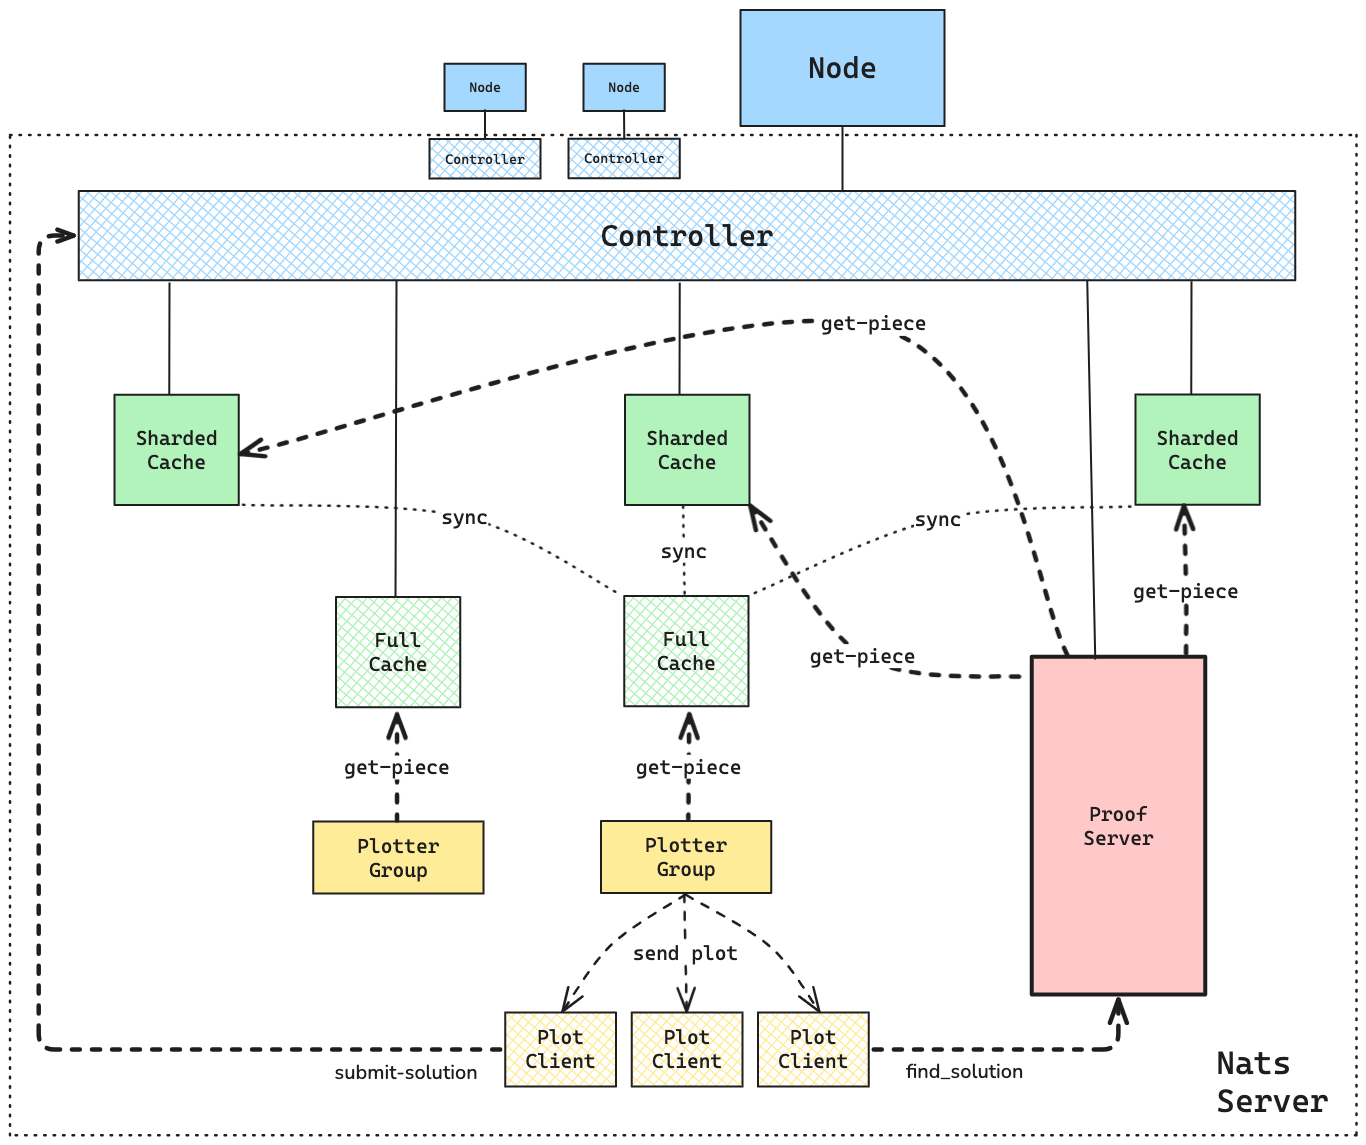 Node
Node
Node
Controller
Controller
Controller
get-piece
Sharded
Cache
Sharded
Cache
Sharded
Cache
sync
sync
sync
get-piece
Full
Cache
Full
Cache
get-piece
get-piece
get-piece
Proof
Server
Plotter
Group
Plotter
Group
send plot
Plot
Client
Plot
Client
Plot
Client
submit-solution
find_solution
Nats
Server